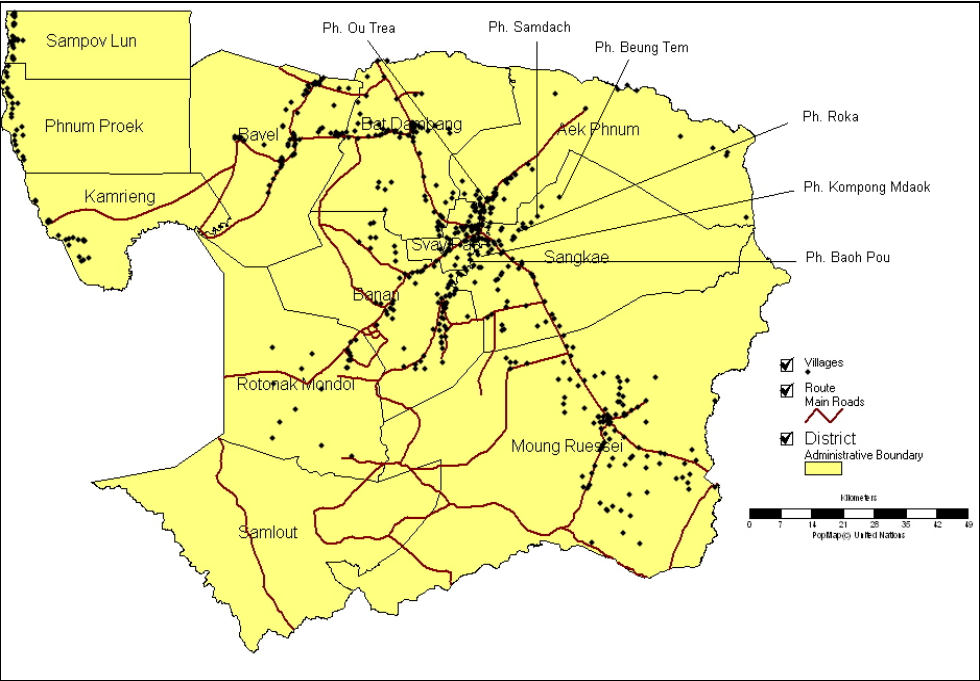 Ph. Ou Trea
Ph. Samdach
Ph. Beung Tem
Sampov Lun
Phnum Proek
Bavel
Bat Dambang
Aek Phnum
Ph. Roka
Kamrieng
Ph. Kompong Mdaok
Svay Pao
Sangkae
Ph. Baoh Pou
Banan
Rotonak Mondol
Moung Ruessei
Samlout
Villages
Route
Main Roads
District
Administrative Boundary
Kilometers
0 7 14 21 28 35 42 49
PopMap(c) United Nations